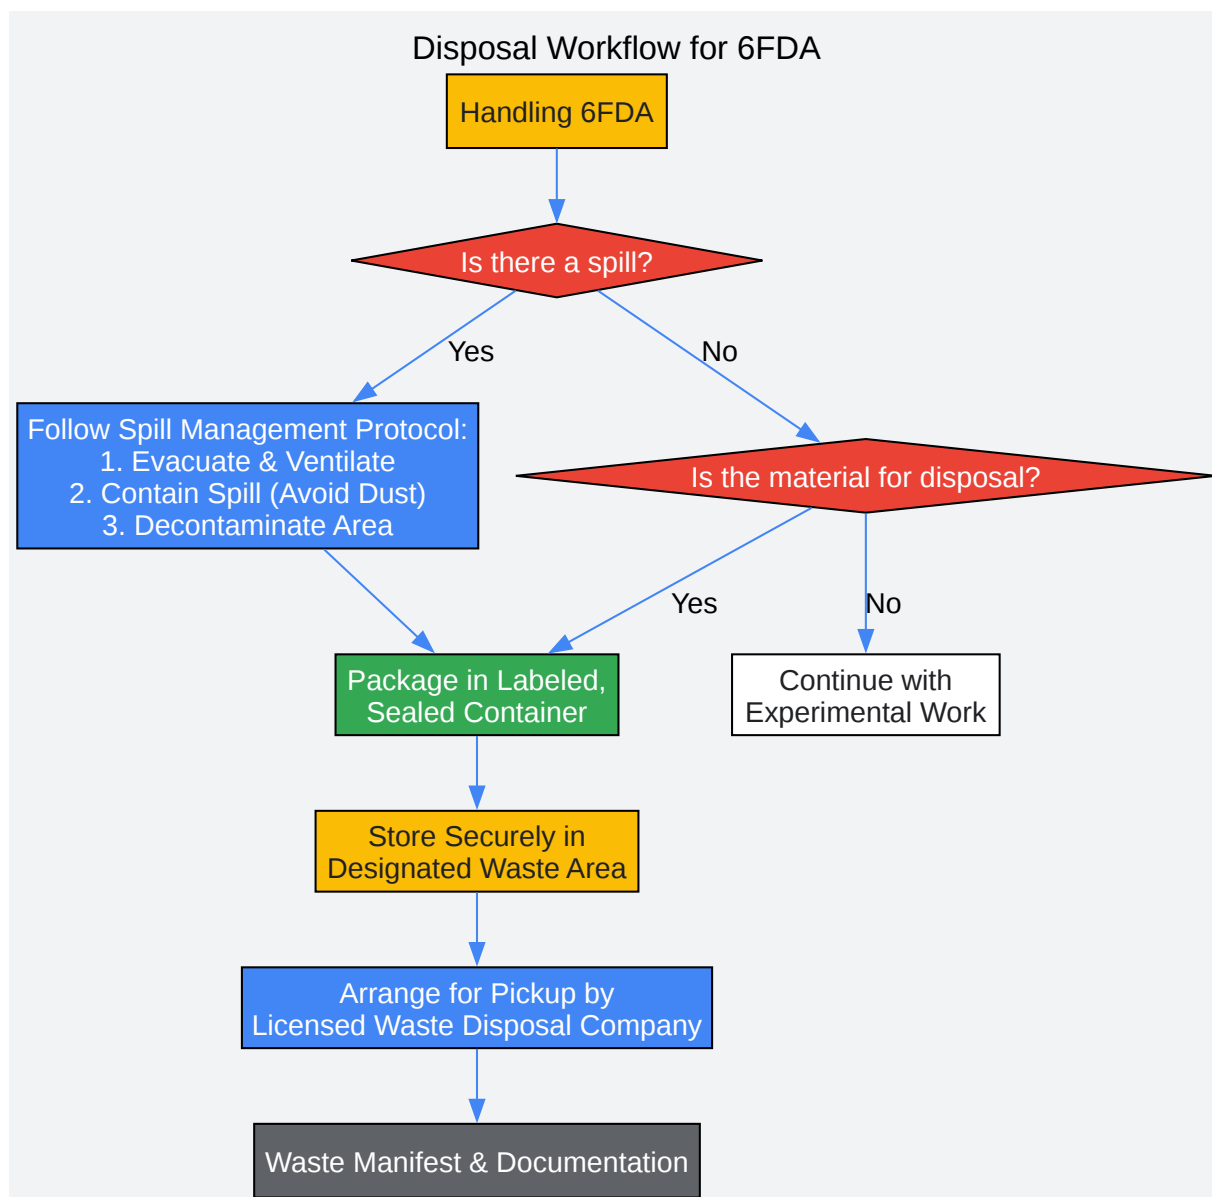 Disposal Workflow for 6FDA
Handling 6FDA
Is there a spill?
Yes
No
Follow Spill Management Protocol:
1. Evacuate & Ventilate
2. Contain Spill (Avoid Dust)
3. Decontaminate Area
Is the material for disposal?
Yes
No
Package in Labeled,
Sealed Container
Continue with
Experimental Work
Store Securely in
Designated Waste Area
Arrange for Pickup by
Licensed Waste Disposal Company
Waste Manifest & Documentation